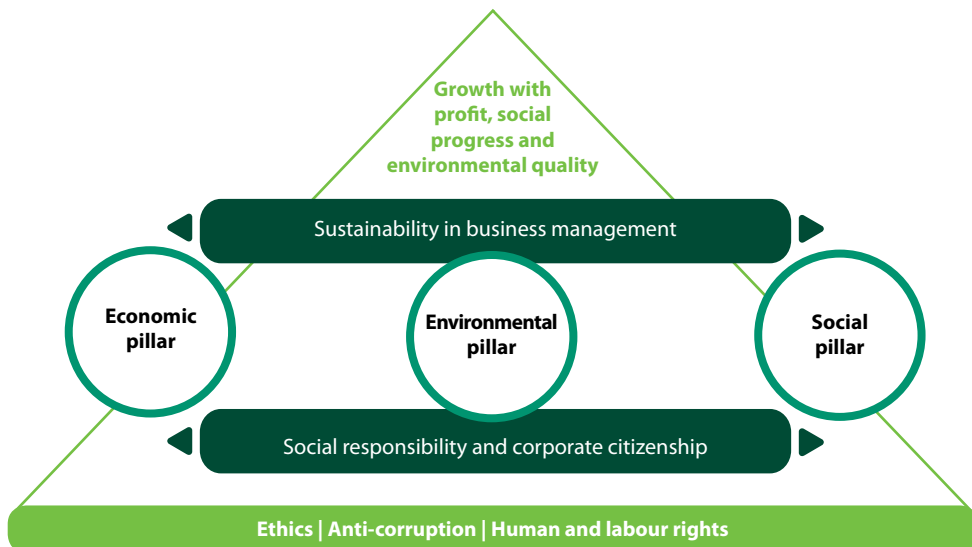 Growth with
profit, social
progress and
environmental quality
Sustainability in business management
Economic
pillar
Environmental
pillar
Social
pillar
Social responsibility and corporate citizenship
Ethics | Anti-corruption | Human and labour rights